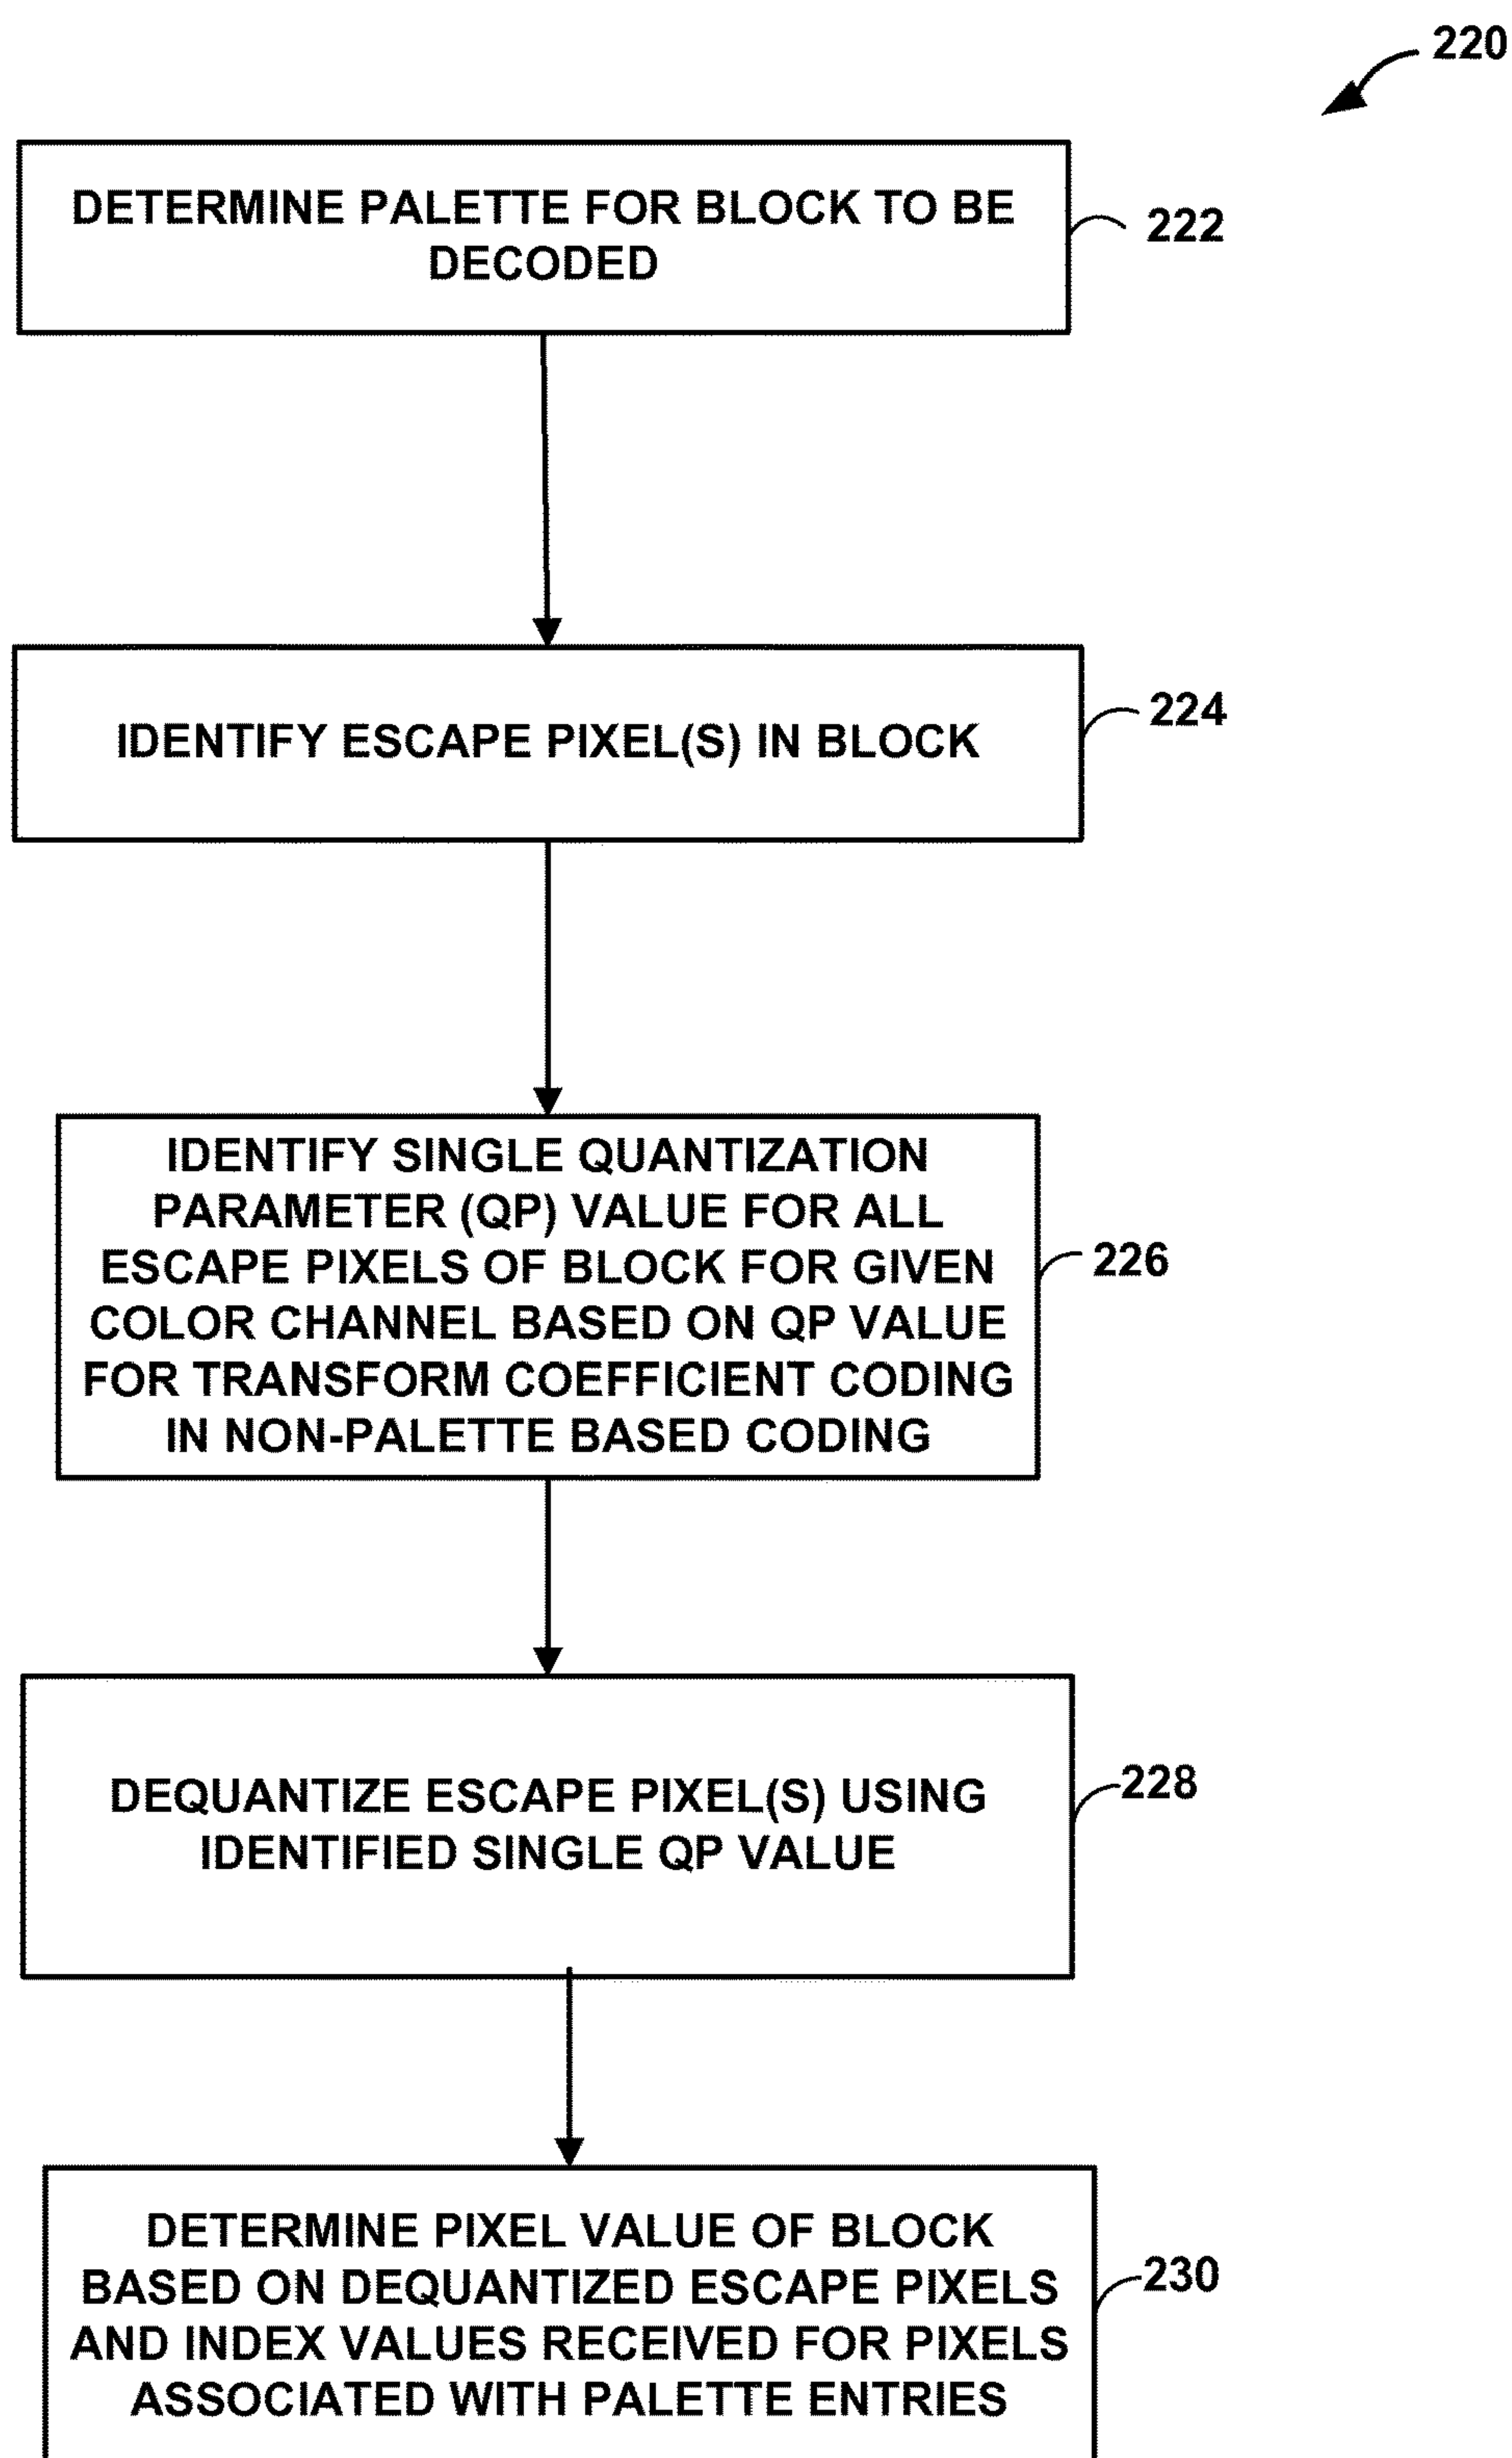 220
DETERMINE PALETTE FOR BLOCK TO BE
DECODED
222
IDENTIFY ESCAPE PIXEL(S) IN BLOCK
224
IDENTIFY SINGLE QUANTIZATION
PARAMETER (QP) VALUE FOR ALL
ESCAPE PIXELS OF BLOCK FOR GIVEN
COLOR CHANNEL BASED ON QP VALUE
FOR TRANSFORM COEFFICIENT CODING
IN NON-PALETTE BASED CODING
226
DEQUANTIZE ESCAPE PIXEL(S) USING
IDENTIFIED SINGLE QP VALUE
228
DETERMINE PIXEL VALUE OF BLOCK
BASED ON DEQUANTIZED ESCAPE PIXELS
AND INDEX VALUES RECEIVED FOR PIXELS
ASSOCIATED WITH PALETTE ENTRIES
230